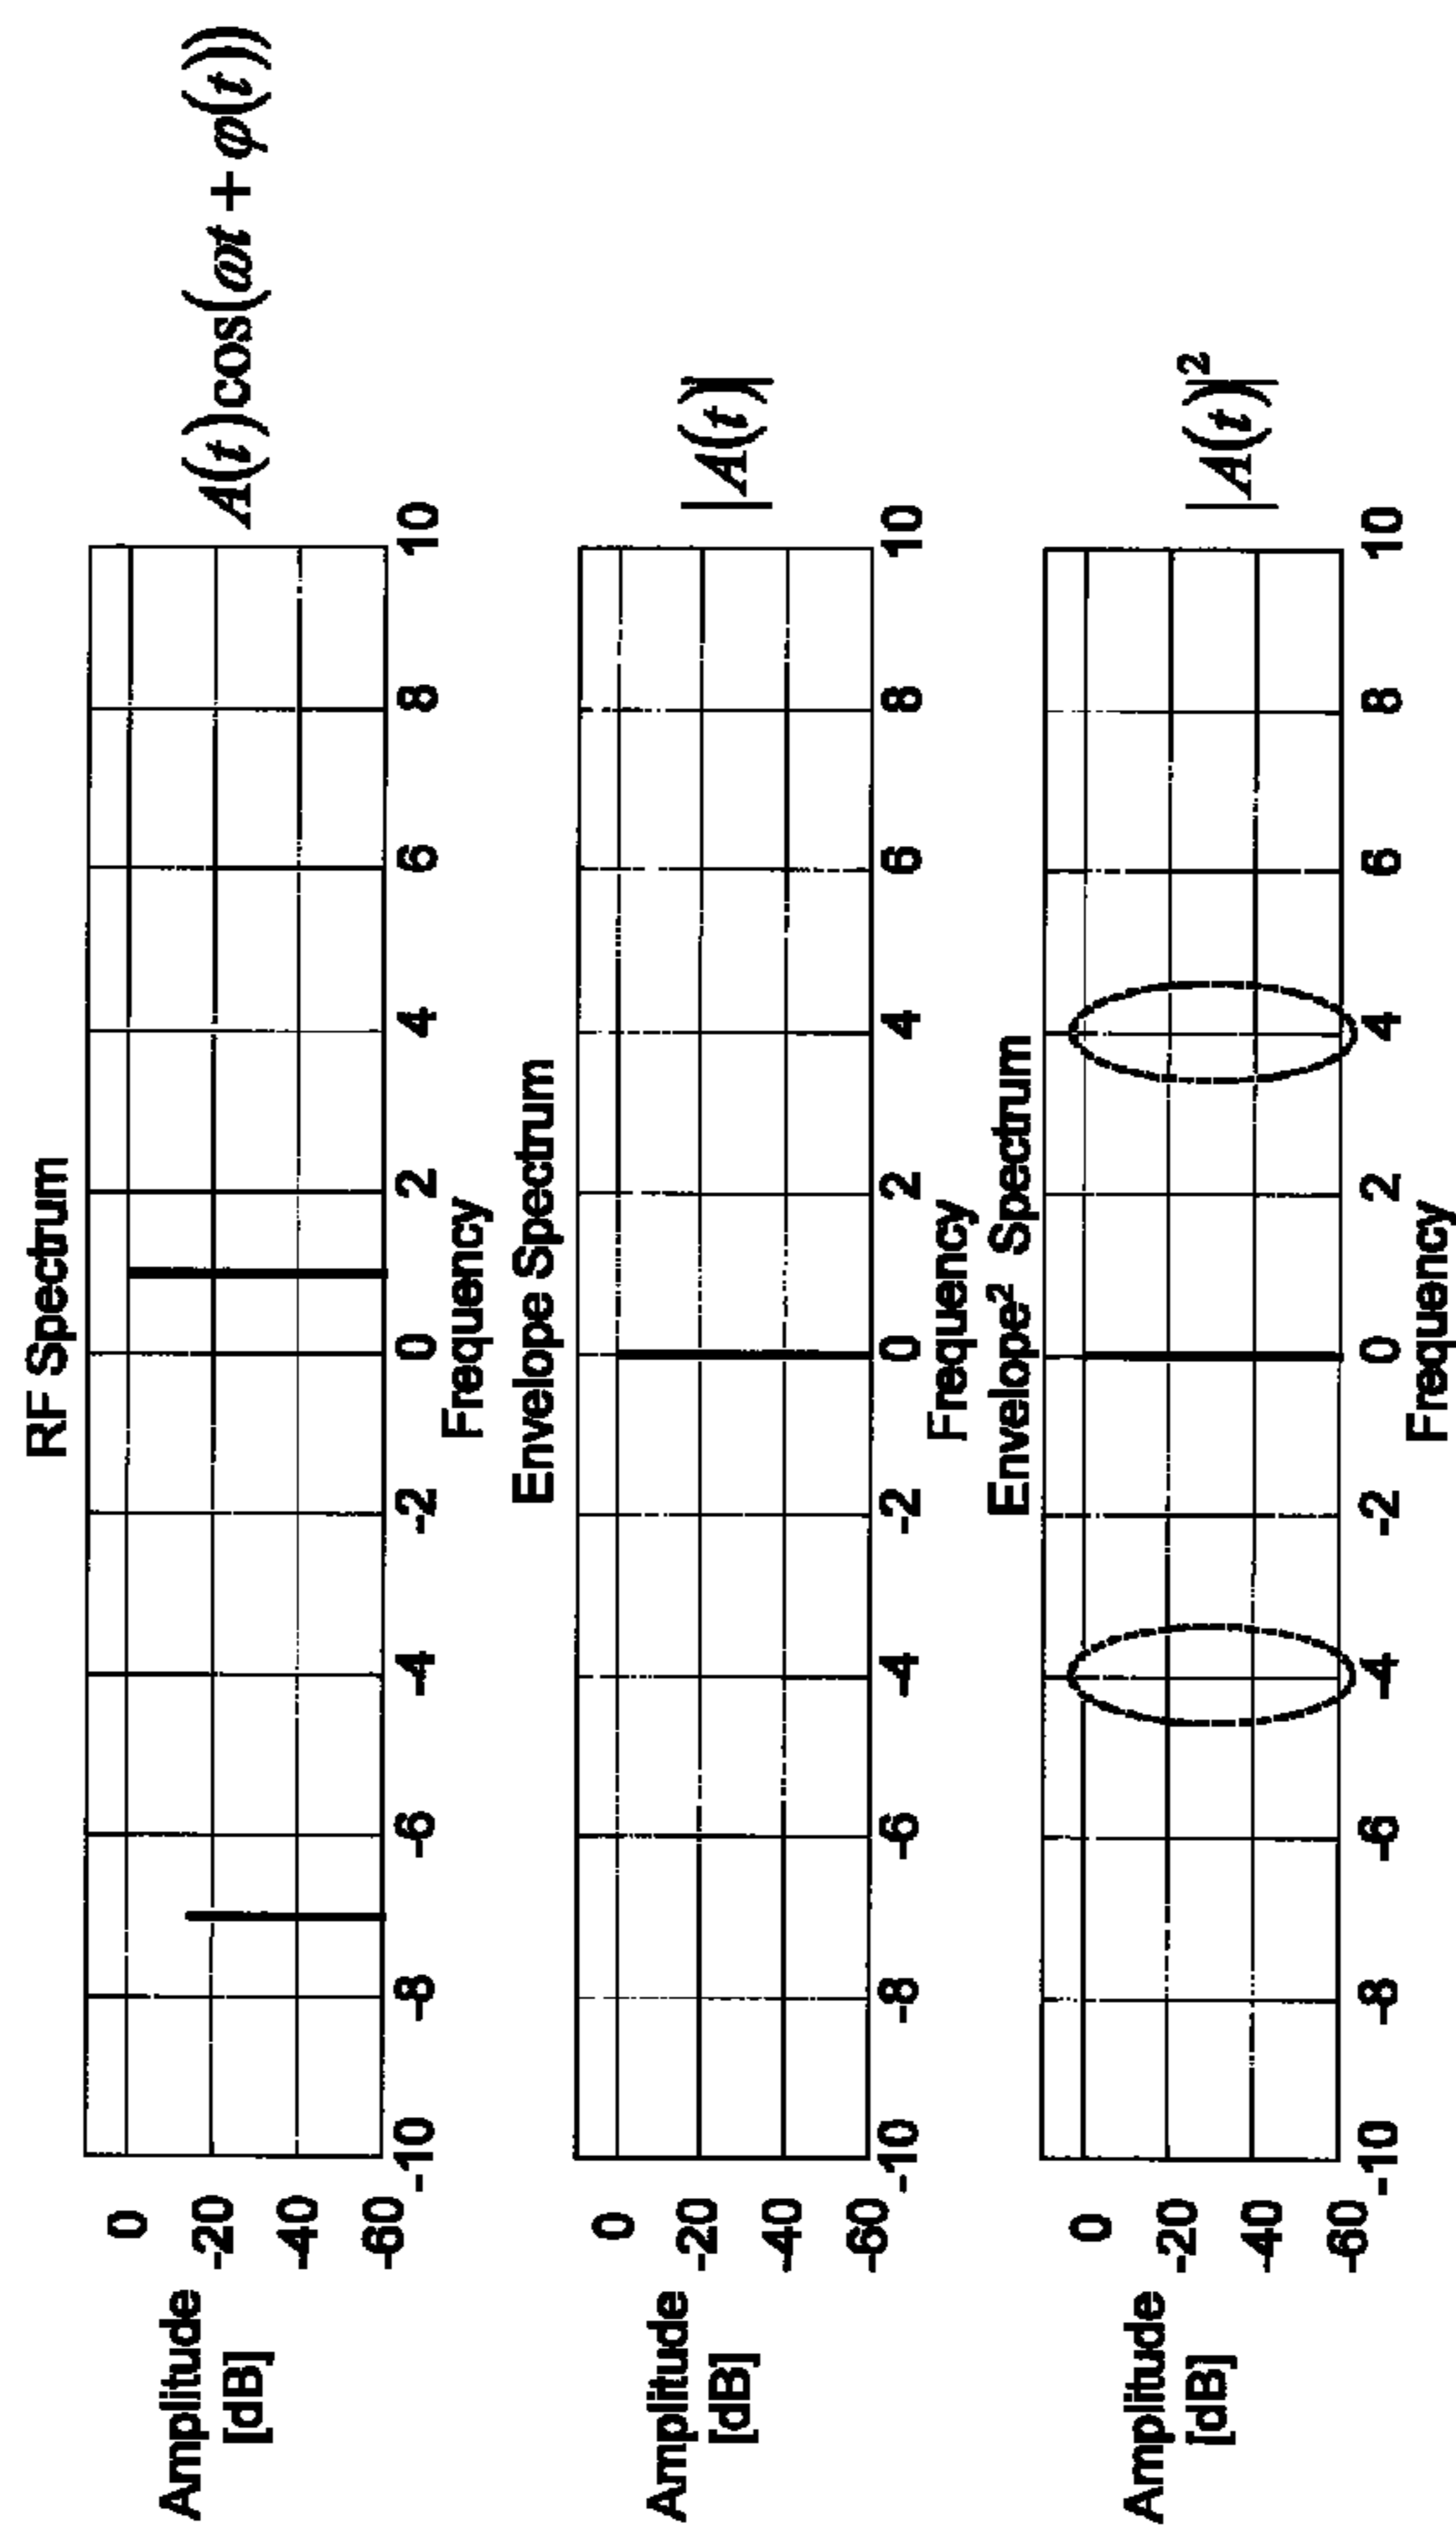 RF Spectrum
Amplitude
[dB]
0
-20
-40
-60
-10 -8 -6 -4 -2 0 2 4 6 8 10
Frequency
A(t)cos(ωt + φ(t))
Envelope Spectrum
Amplitude
[dB]
0
-20
-40
-60
-10 -8 -6 -4 -2 0 2 4 6 8 10
Frequency
|A(t)|
Envelope² Spectrum
Amplitude
[dB]
0
-20
-40
-60
-10 -8 -6 -4 -2 0 2 4 6 8 10
Frequency
|A(t)|²